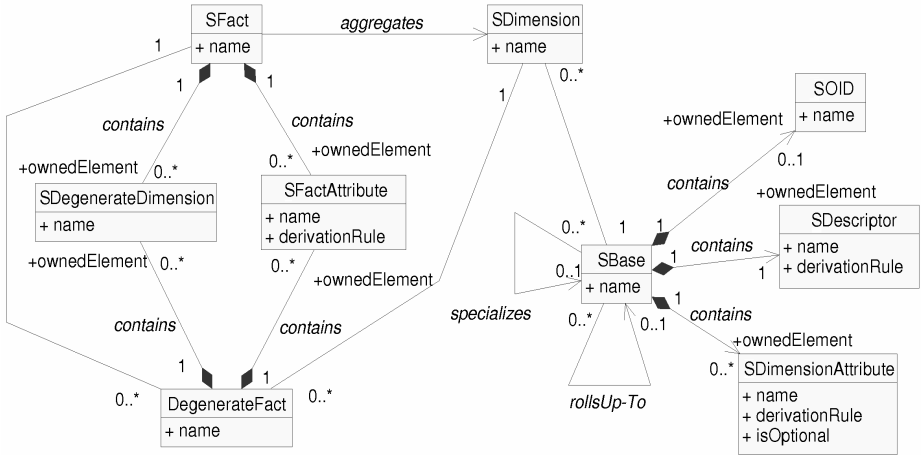 SFact
+ name
aggregates
SDimension
+ name
1
1
1
1
0..*
contains
contains
+ownedElement
0..*
+ownedElement
0..*
SDegenerateDimension
+ name
SFactAttribute
+ name
+ derivationRule
+ownedElement
0..*
0..*
+ownedElement
contains
contains
1
1
0..*
0..*
DegenerateFact
+ name
SOID
+ name
+ownedElement
0..1
contains
+ownedElement
SDescriptor
+ name
+ derivationRule
1
1
0..*
SBase
+ name
1
contains
1
0..1
specializes
0..*
0..1
rollsUp-To
1
contains
+ownedElement
0..*
SDimensionAttribute
+ name
+ derivationRule
+ isOptional